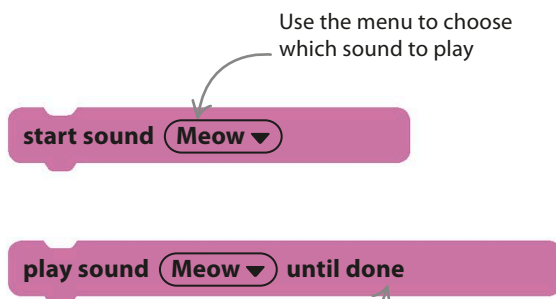 Use the menu to choose
which sound to play
start sound Meow
play sound Meow until done